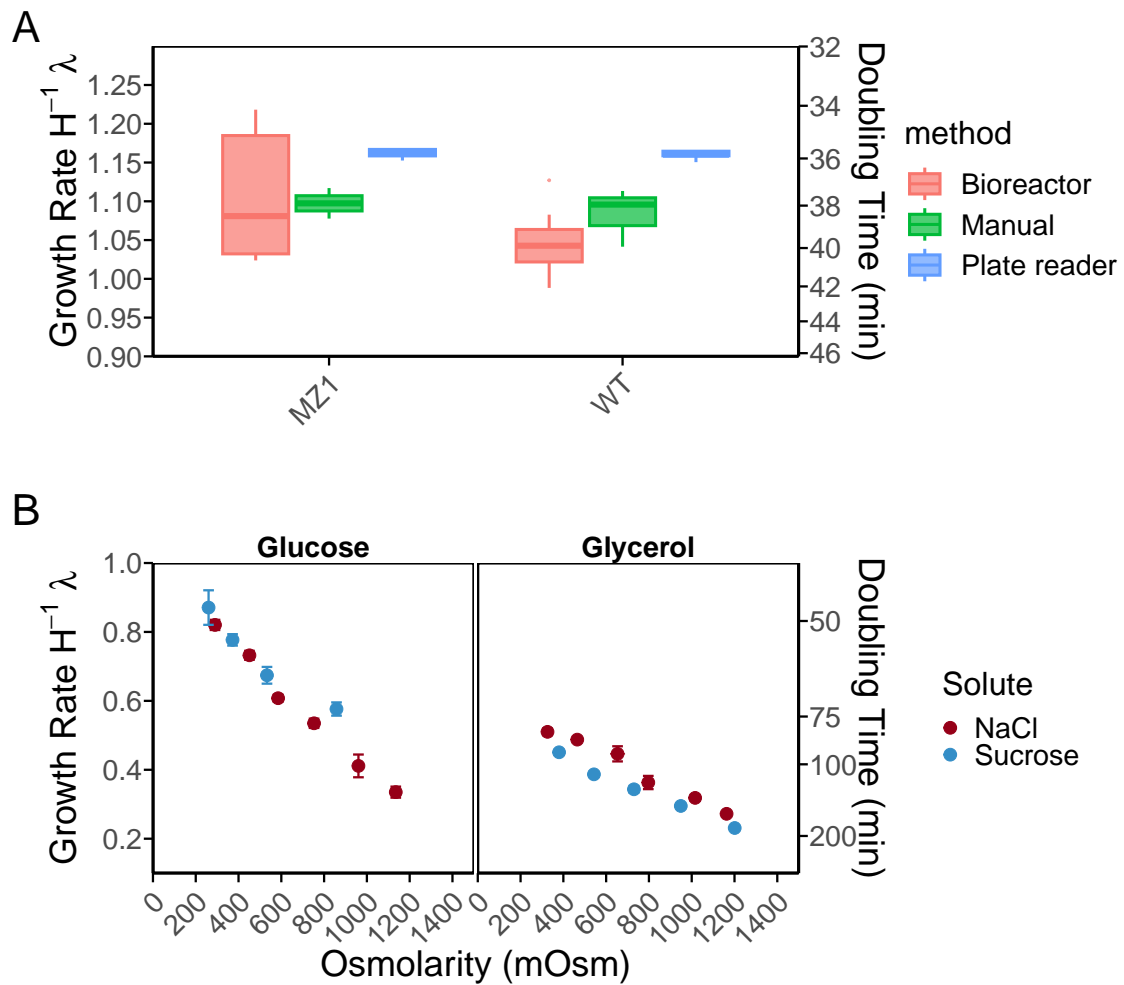 A
Growth Rate H⁻¹ λ
1.25
1.20
1.15
1.10
1.05
1.00
0.95
0.90
32
34
36
38
40
42
44
46
Doubling Time (min)
MZ1
WT
method
Bioreactor
Manual
Plate reader
B
Glucose
Glycerol
Growth Rate H⁻¹ λ
1.0
0.8
0.6
0.4
0.2
50
75
100
200
Doubling Time (min)
0 200 400 600 800 1000 1200 1400
0 200 400 600 800 1000 1200 1400
Osmolarity (mOsm)
Solute
NaCl
Sucrose